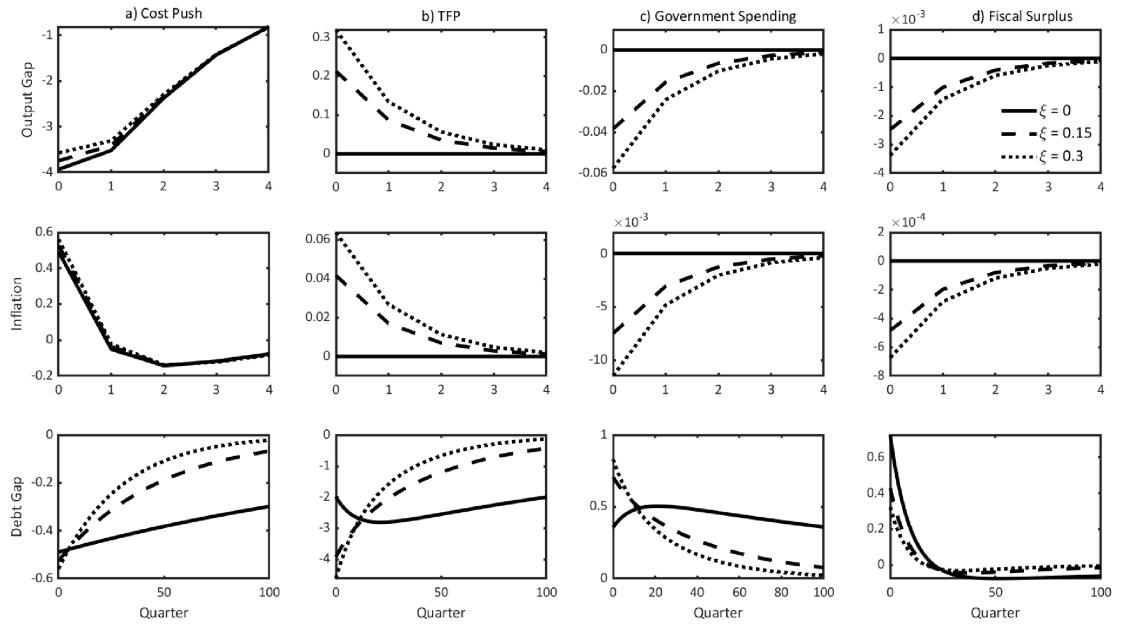 a) Cost Push
b) TFP
c) Government Spending
d) Fiscal Surplus
Output Gap
-1
-2
-3
-4
0 1 2 3 4
0.3
0.2
0.1
0
0 1 2 3 4
0
-0.02
-0.04
-0.06
0 1 2 3 4
×10⁻³
1
0
-1
-2
-3
-4
0 1 2 3 4
ξ = 0
ξ = 0.15
ξ = 0.3
Inflation
0.6
0.4
0.2
0
-0.2
0 1 2 3 4
0.06
0.04
0.02
0
0 1 2 3 4
×10⁻³
0
-5
-10
0 1 2 3 4
×10⁻⁴
2
0
-2
-4
-6
-8
0 1 2 3 4
Debt Gap
0
-0.2
-0.4
-0.6
0 50 100
Quarter
0
-1
-2
-3
-4
0 50 100
Quarter
1
0.5
0
0 20 40 60 80 100
Quarter
0.6
0.4
0.2
0
0 50 100
Quarter